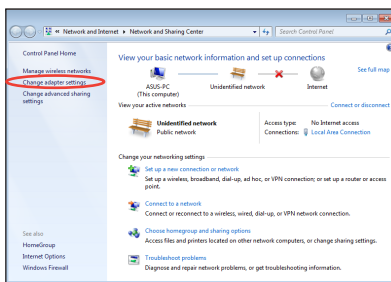 Network and Internet ▸ Network and Sharing Center
Search Control Panel
Control Panel Home
Manage wireless networks
Change adapter settings
Change advanced sharing
settings
See also
HomeGroup
Internet Options
Windows Firewall
View your basic network information and set up connections
See full map
ASUS-PC
(This computer)
Unidentified network
Internet
View your active networks
Connect or disconnect
Unidentified network
Public network
Access type: No Internet access
Connections: Local Area Connection
Change your networking settings
Set up a new connection or network
Set up a wireless, broadband, dial-up, ad hoc, or VPN connection; or set up a router or access
point.
Connect to a network
Connect or reconnect to a wireless, wired, dial-up, or VPN network connection.
Choose homegroup and sharing options
Access files and printers located on other network computers, or change sharing settings.
Troubleshoot problems
Diagnose and repair network problems, or get troubleshooting information.